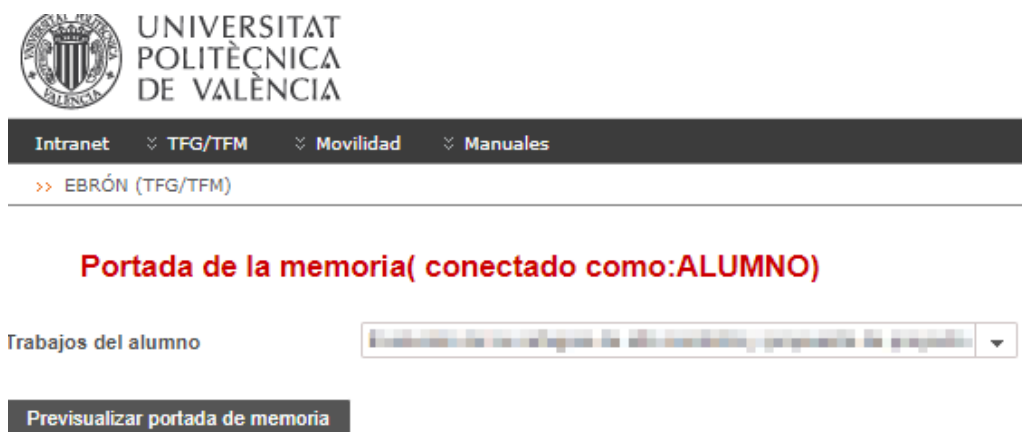 UNIVERSITAT
POLITÈCNICA
DE VALÈNCIA
Intranet TFG/TFM Movilidad Manuales
>> EBRÓN (TFG/TFM)
Portada de la memoria( conectado como:ALUMNO)
Trabajos del alumno
Previsualizar portada de memoria